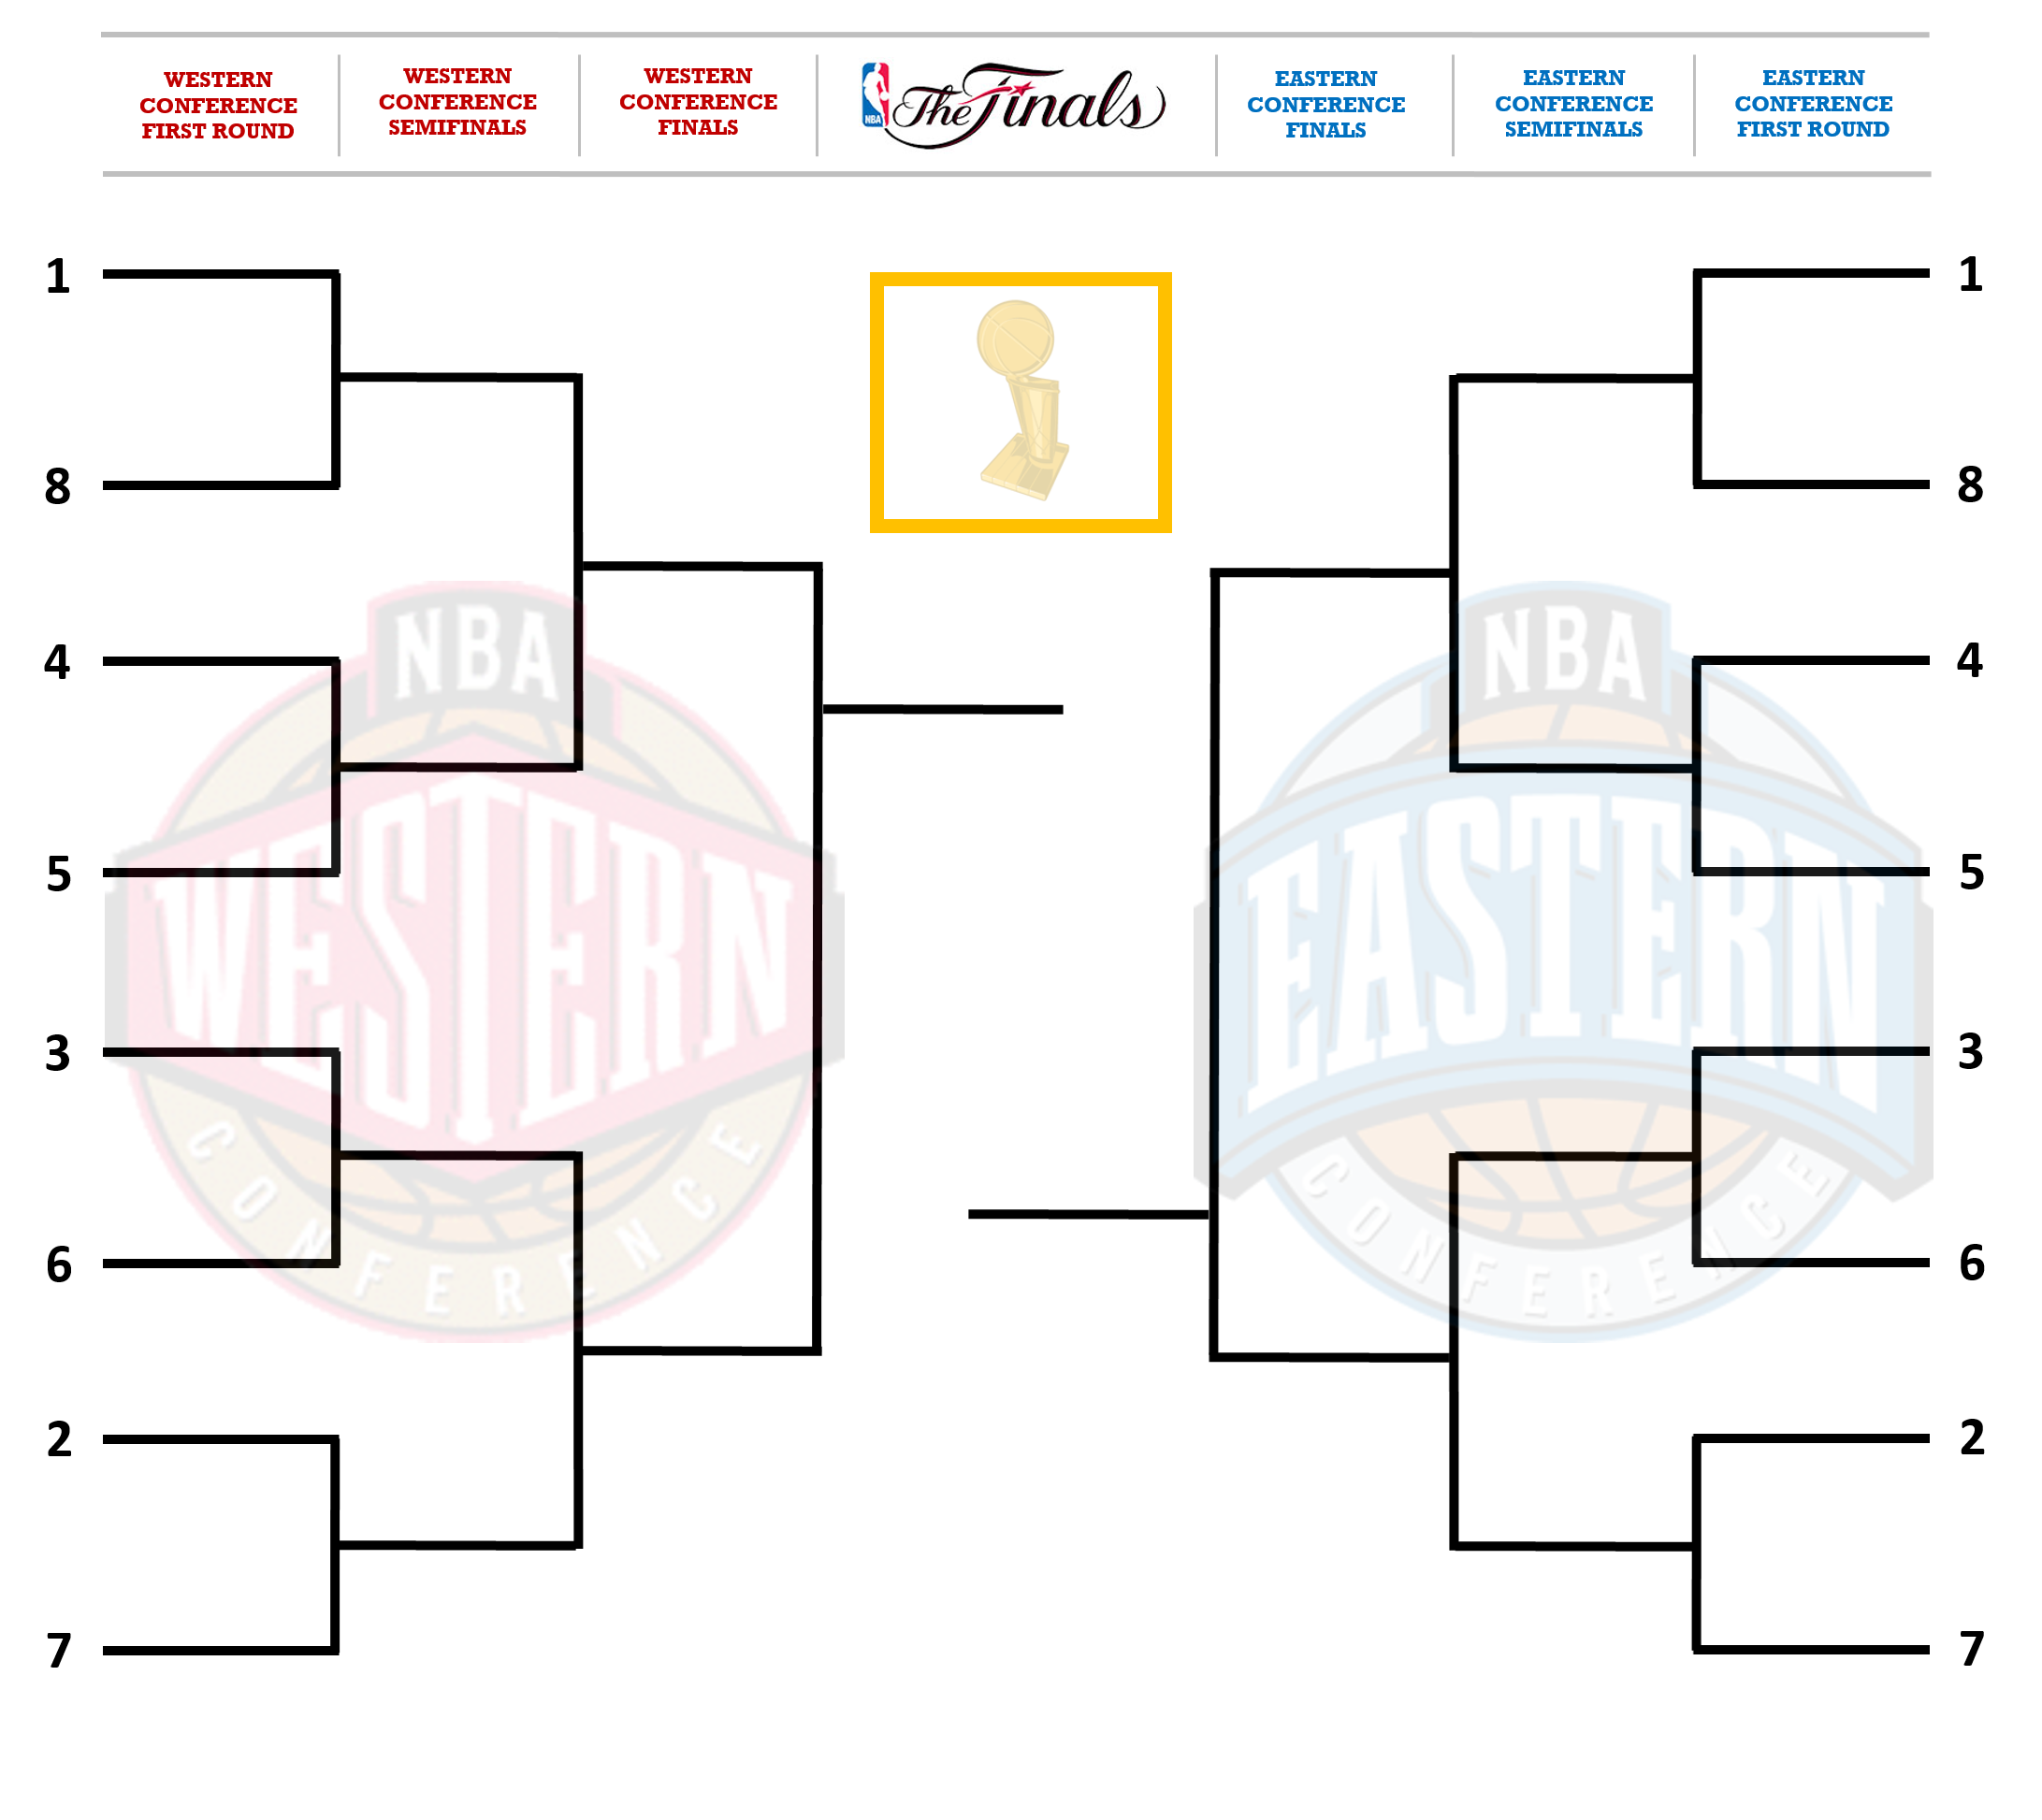 WESTERN
CONFERENCE
FIRST ROUND
WESTERN
CONFERENCE
SEMIFINALS
WESTERN
CONFERENCE
FINALS
NBA
The Finals
EASTERN
CONFERENCE
FINALS
EASTERN
CONFERENCE
SEMIFINALS
EASTERN
CONFERENCE
FIRST ROUND
1
8
4
5
3
6
2
7
NBA
WESTERN
CONFERENCE
NBA
EASTERN
CONFERENCE
1
8
4
5
3
6
2
7